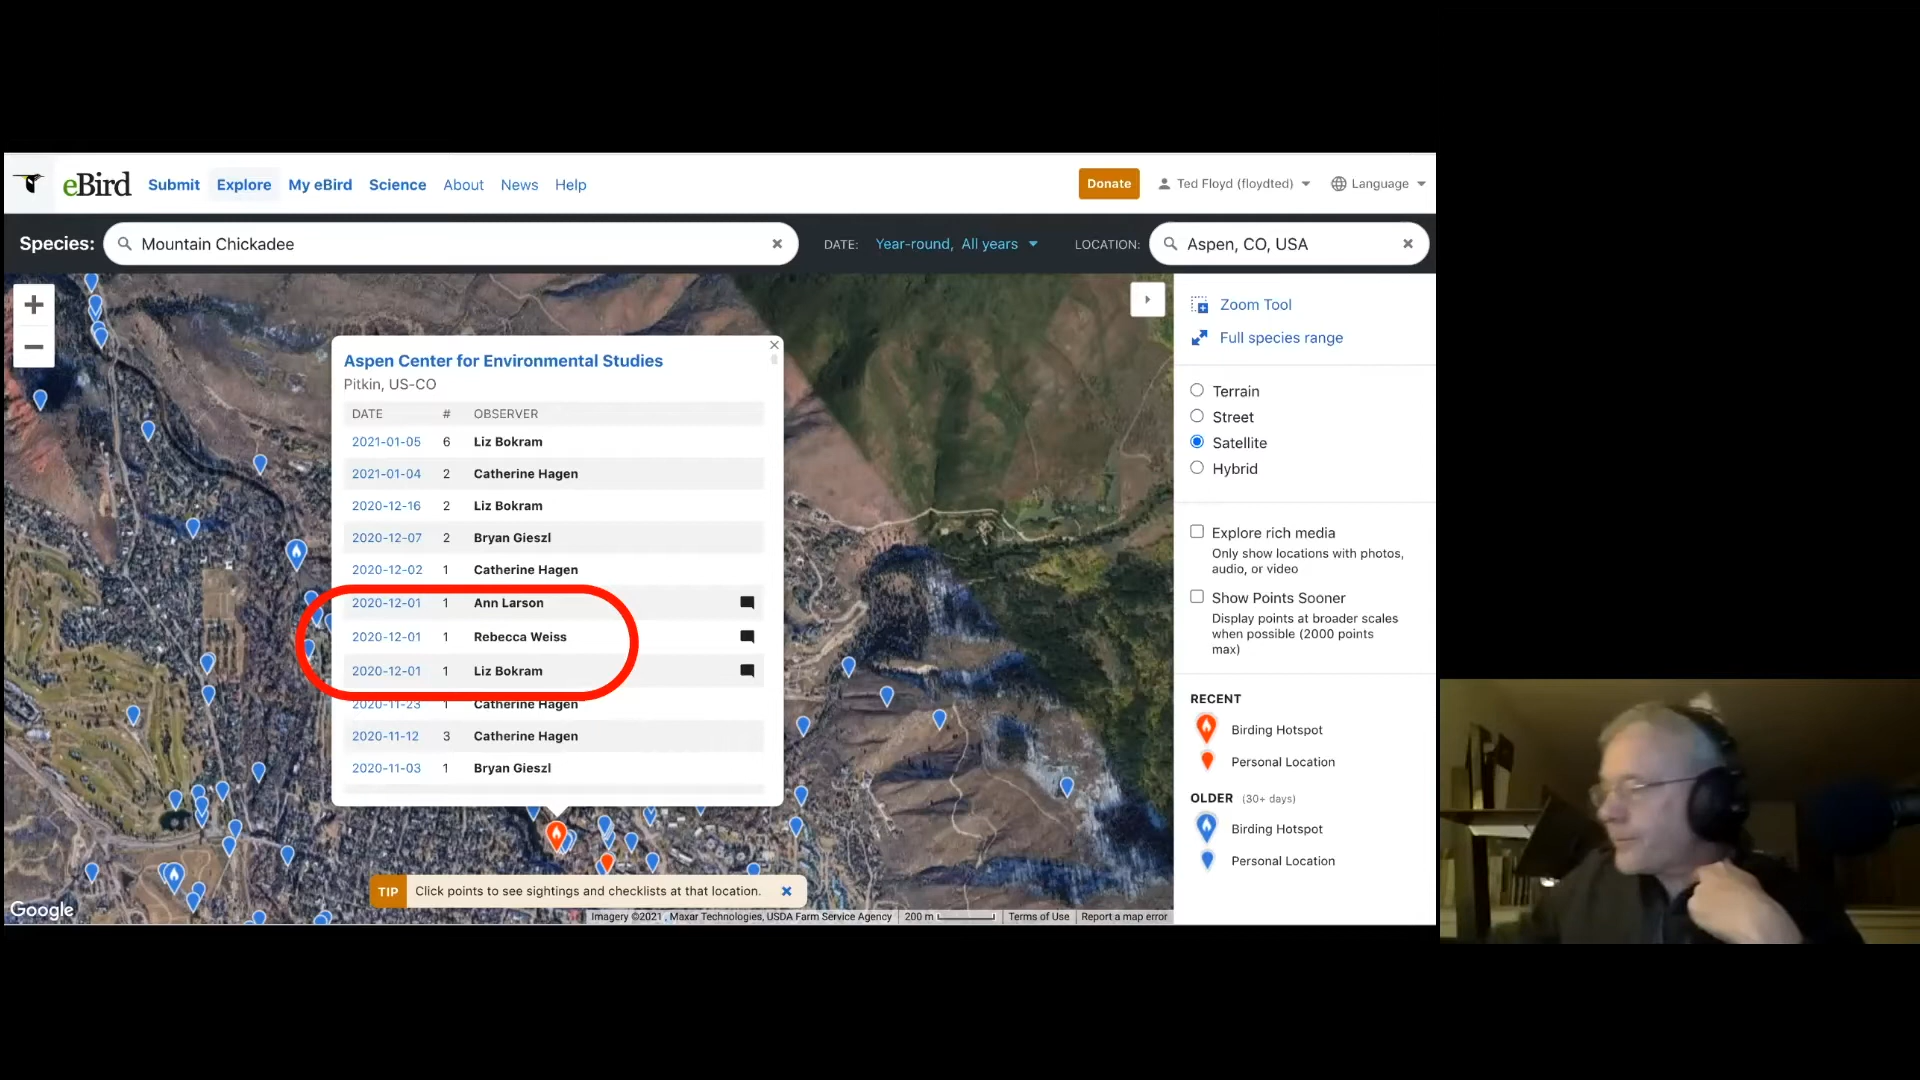 eBird Submit Explore My eBird Science About News Help Donate Ted Floyd (floydted) Language
Species: Mountain Chickadee DATE: Year-round, All years LOCATION: Aspen, CO, USA
Aspen Center for Environmental Studies
Pitkin, US-CO
DATE # OBSERVER
2021-01-05 6 Liz Bokram
2021-01-04 2 Catherine Hagen
2020-12-16 2 Liz Bokram
2020-12-07 2 Bryan Gieszl
2020-12-02 1 Catherine Hagen
2020-12-01 1 Ann Larson
2020-12-01 1 Rebecca Weiss
2020-12-01 1 Liz Bokram
2020-11-23 1 Catherine Hagen
2020-11-12 3 Catherine Hagen
2020-11-03 1 Bryan Gieszl
TIP Click points to see sightings and checklists at that location.
Google
Imagery ©2021 , Maxar Technologies, USDA Farm Service Agency 200 m Terms of Use Report a map error
Zoom Tool
Full species range
Terrain
Street
Satellite
Hybrid
Explore rich media
Only show locations with photos,
audio, or video
Show Points Sooner
Display points at broader scales
when possible (2000 points
max)
RECENT
Birding Hotspot
Personal Location
OLDER (30+ days)
Birding Hotspot
Personal Location